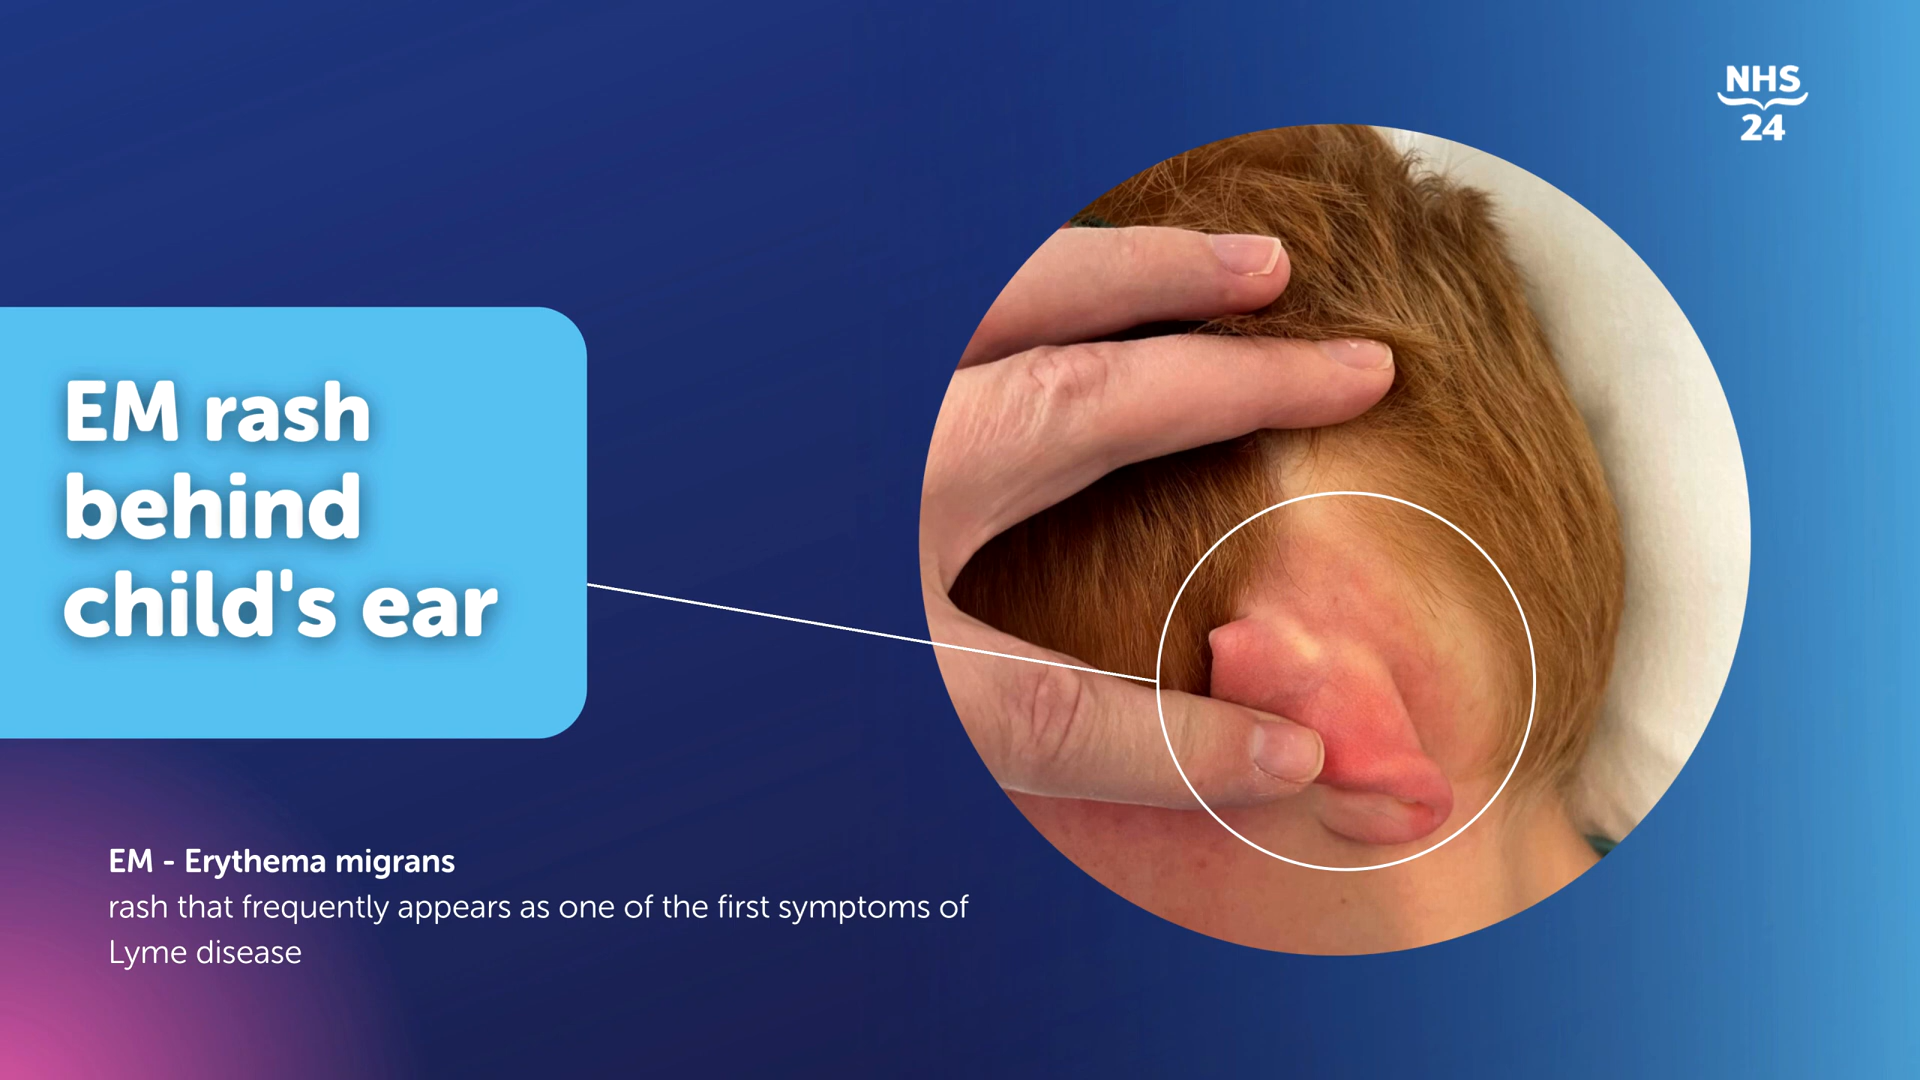 NHS
24
EM rash
behind
child's ear
EM - Erythema migrans
rash that frequently appears as one of the first symptoms of
Lyme disease